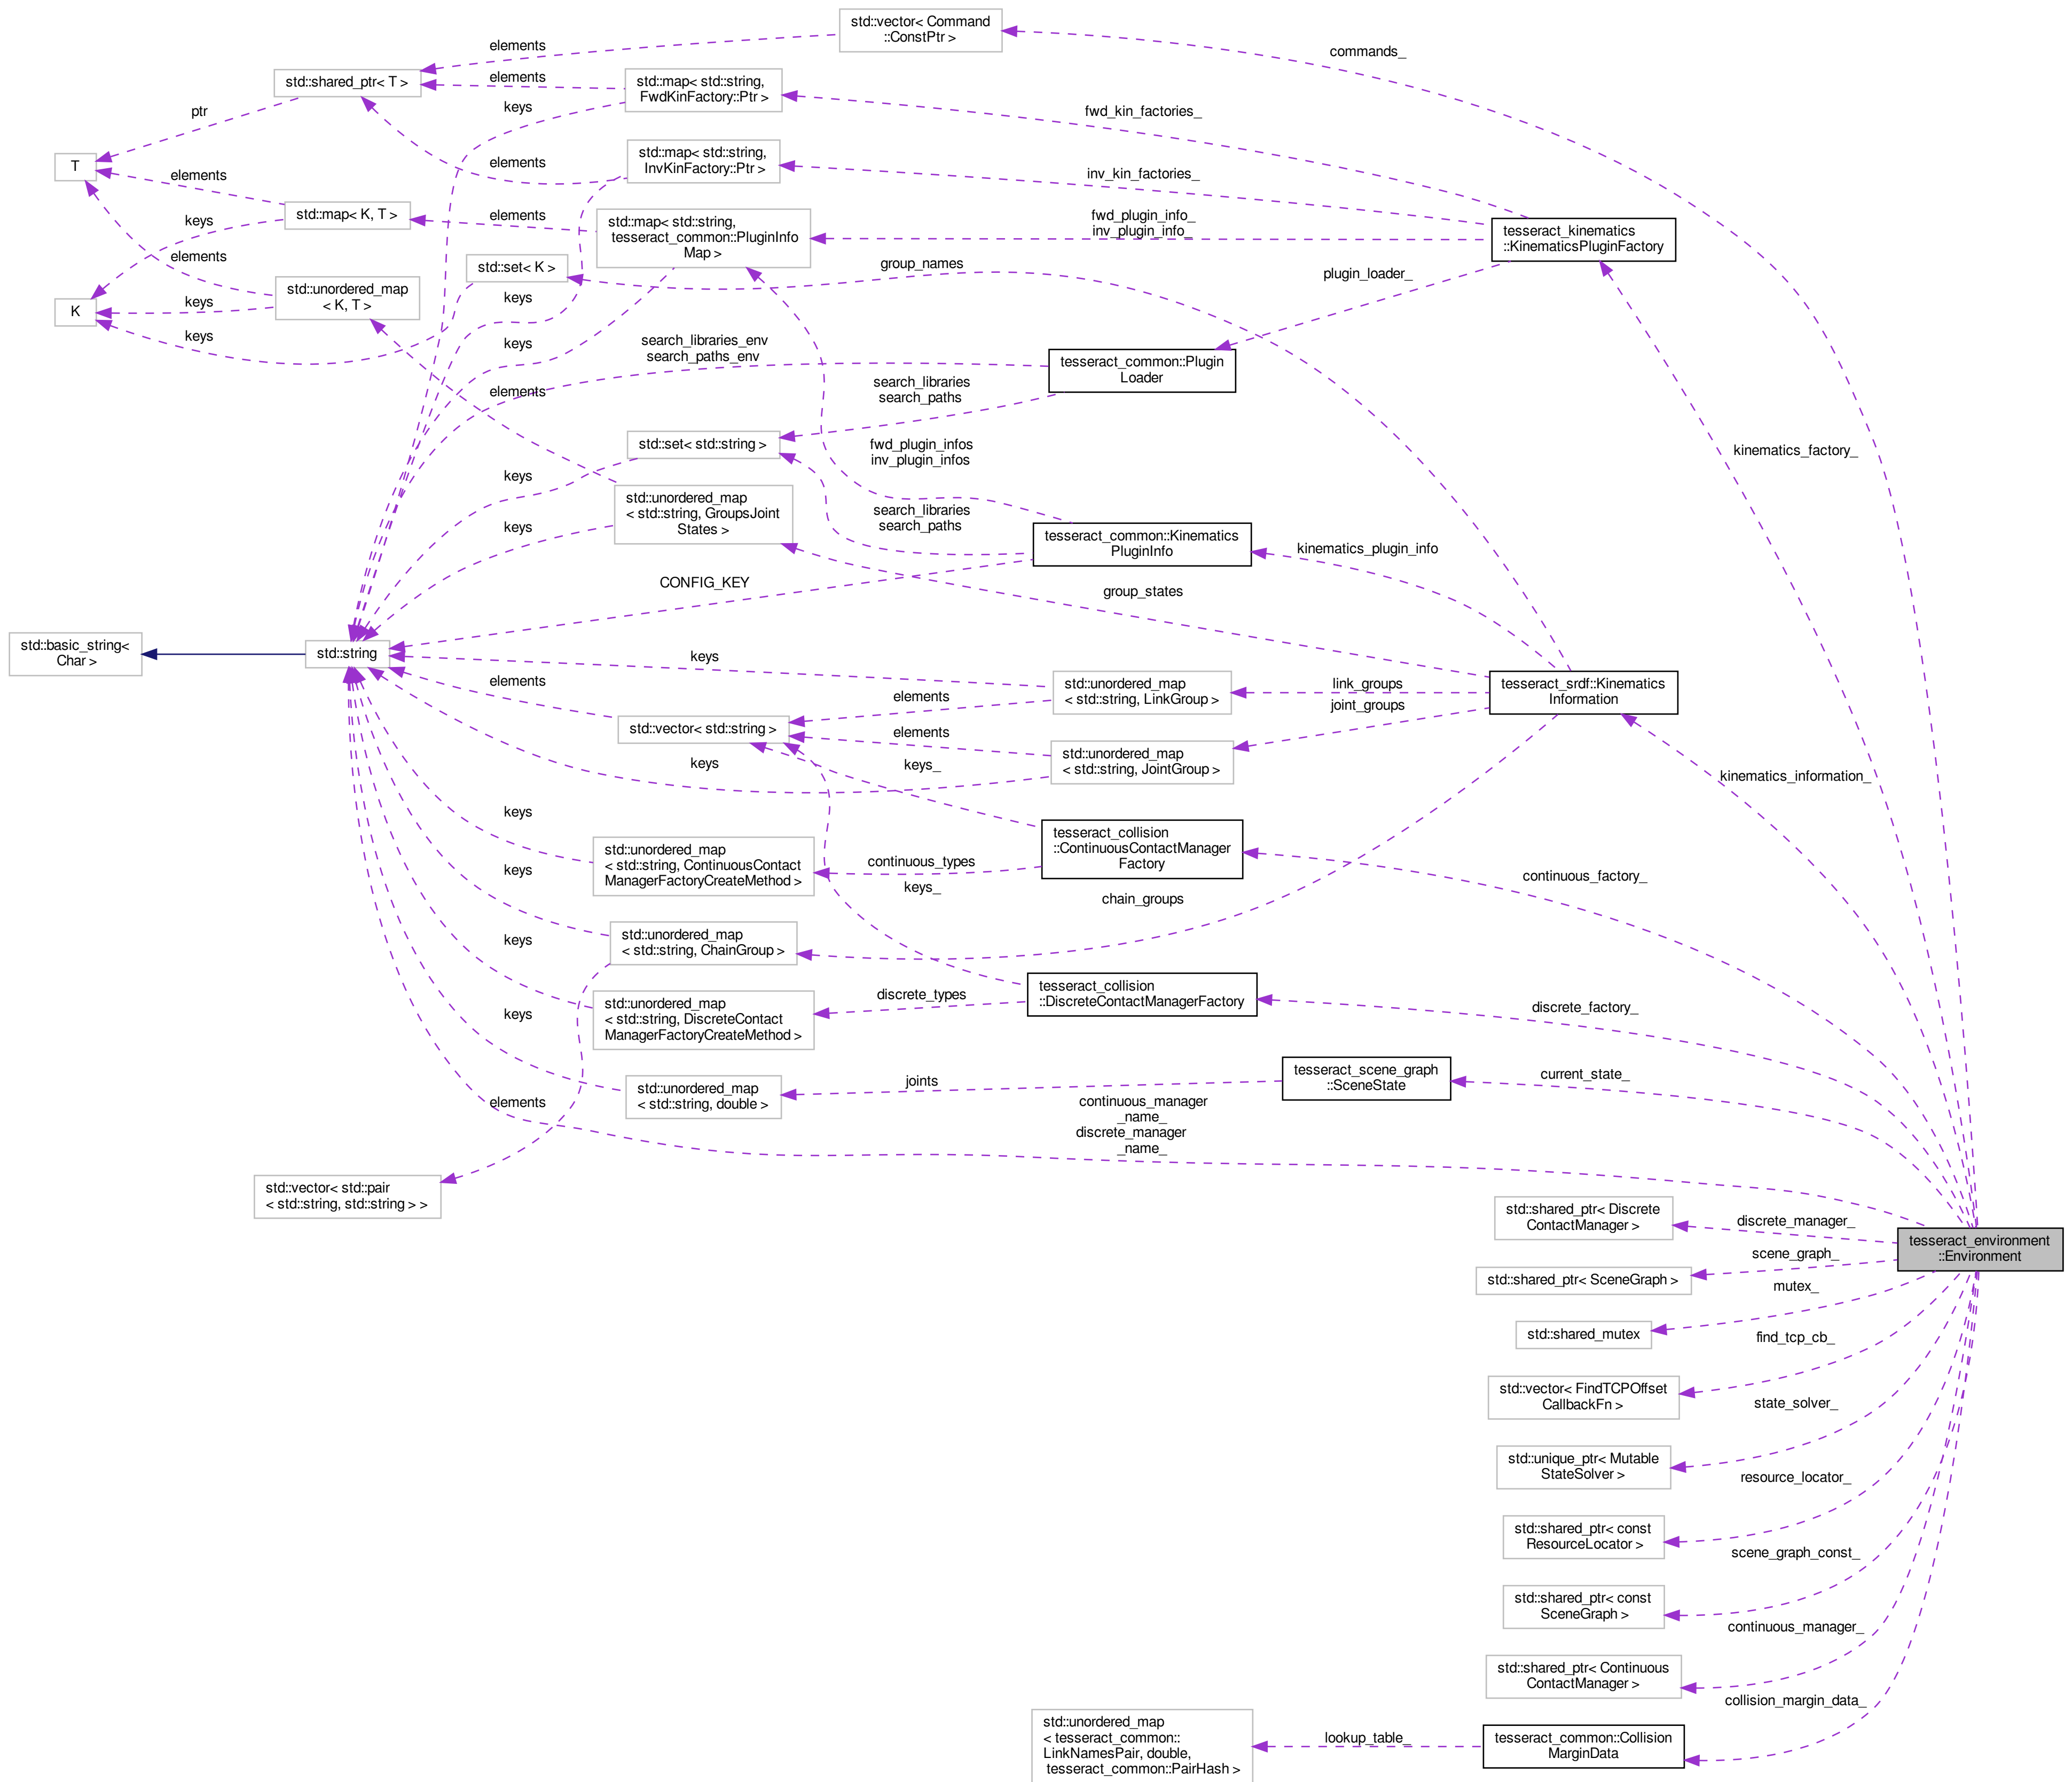 std::vector< Command
::ConstPtr >
commands_
elements
std::shared_ptr< T >
elements
std::map< std::string,
FwdKinFactory::Ptr >
keys
ptr
fwd_kin_factories_
T
elements
std::map< std::string,
InvKinFactory::Ptr >
inv_kin_factories_
elements
std::map< K, T >
keys
elements
std::map< std::string,
tesseract_common::PluginInfo
Map >
fwd_plugin_info_
inv_plugin_info_
tesseract_kinematics
::KinematicsPluginFactory
elements
std::set< K >
group_names
plugin_loader_
std::unordered_map
< K, T >
keys
K
keys
keys
keys
search_libraries_env
search_paths_env
tesseract_common::Plugin
Loader
elements
search_libraries
search_paths
std::set< std::string >
fwd_plugin_infos
inv_plugin_infos
kinematics_factory_
keys
std::unordered_map
< std::string, GroupsJoint
States >
search_libraries
search_paths
keys
tesseract_common::Kinematics
PluginInfo
kinematics_plugin_info
CONFIG_KEY
group_states
std::basic_string<
Char >
std::string
keys
elements
std::unordered_map
< std::string, LinkGroup >
link_groups
joint_groups
tesseract_srdf::Kinematics
Information
elements
std::vector< std::string >
elements
keys
keys_
std::unordered_map
< std::string, JointGroup >
kinematics_information_
keys
std::unordered_map
< std::string, ContinuousContact
ManagerFactoryCreateMethod >
continuous_types
keys_
tesseract_collision
::ContinuousContactManager
Factory
continuous_factory_
keys
chain_groups
std::unordered_map
< std::string, ChainGroup >
keys
std::unordered_map
< std::string, DiscreteContact
ManagerFactoryCreateMethod >
discrete_types
tesseract_collision
::DiscreteContactManagerFactory
discrete_factory_
keys
std::unordered_map
< std::string, double >
joints
tesseract_scene_graph
::SceneState
current_state_
elements
continuous_manager
_name_
discrete_manager
_name_
std::vector< std::pair
< std::string, std::string > >
std::shared_ptr< Discrete
ContactManager >
discrete_manager_
tesseract_environment
::Environment
scene_graph_
std::shared_ptr< SceneGraph >
mutex_
std::shared_mutex
find_tcp_cb_
std::vector< FindTCPOffset
CallbackFn >
state_solver_
std::unique_ptr< Mutable
StateSolver >
resource_locator_
std::shared_ptr< const
ResourceLocator >
scene_graph_const_
std::shared_ptr< const
SceneGraph >
continuous_manager_
std::shared_ptr< Continuous
ContactManager >
collision_margin_data_
std::unordered_map
< tesseract_common::
LinkNamesPair, double,
tesseract_common::PairHash >
lookup_table_
tesseract_common::Collision
MarginData